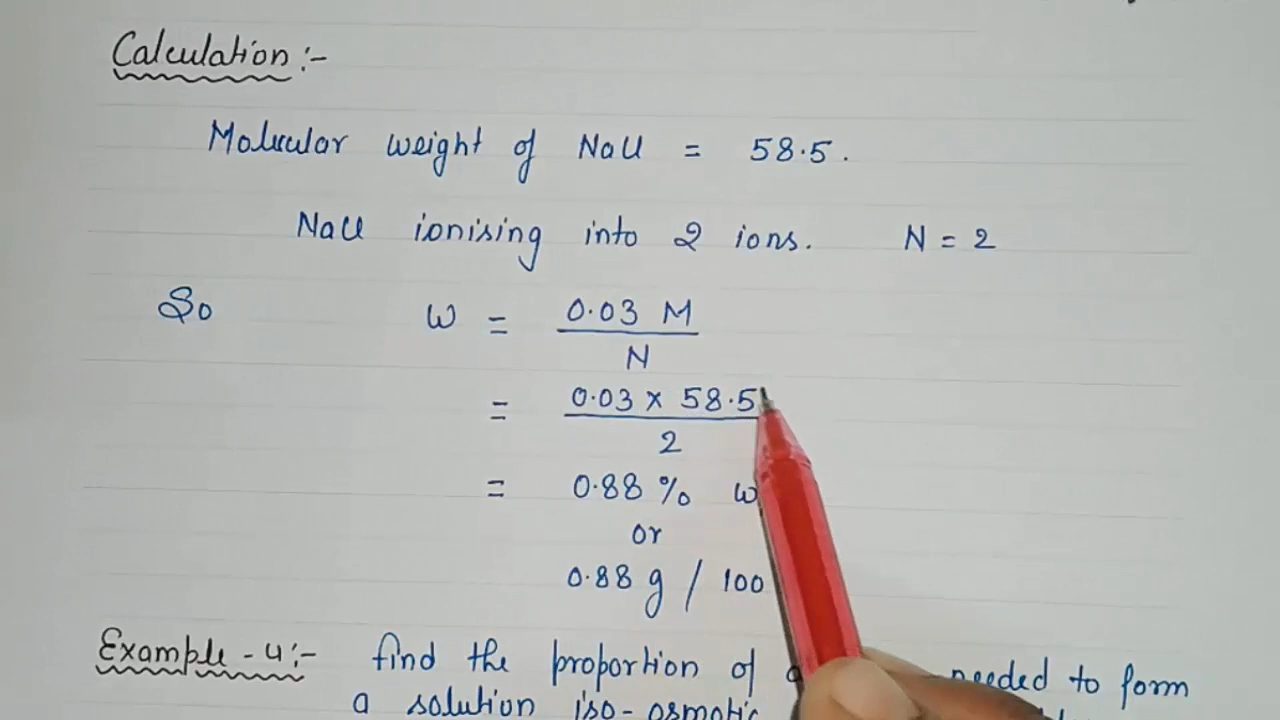 Calculation :-
Molecular weight of NaCl = 58.5.
NaCl ionising into 2 ions. N = 2
So W = 0.03 M
N
= 0.03 x 58.5
2
= 0.88 % W
or
0.88 g / 100
Example - 4 :- find the proportion of needed to form
a solution iso-osmotic